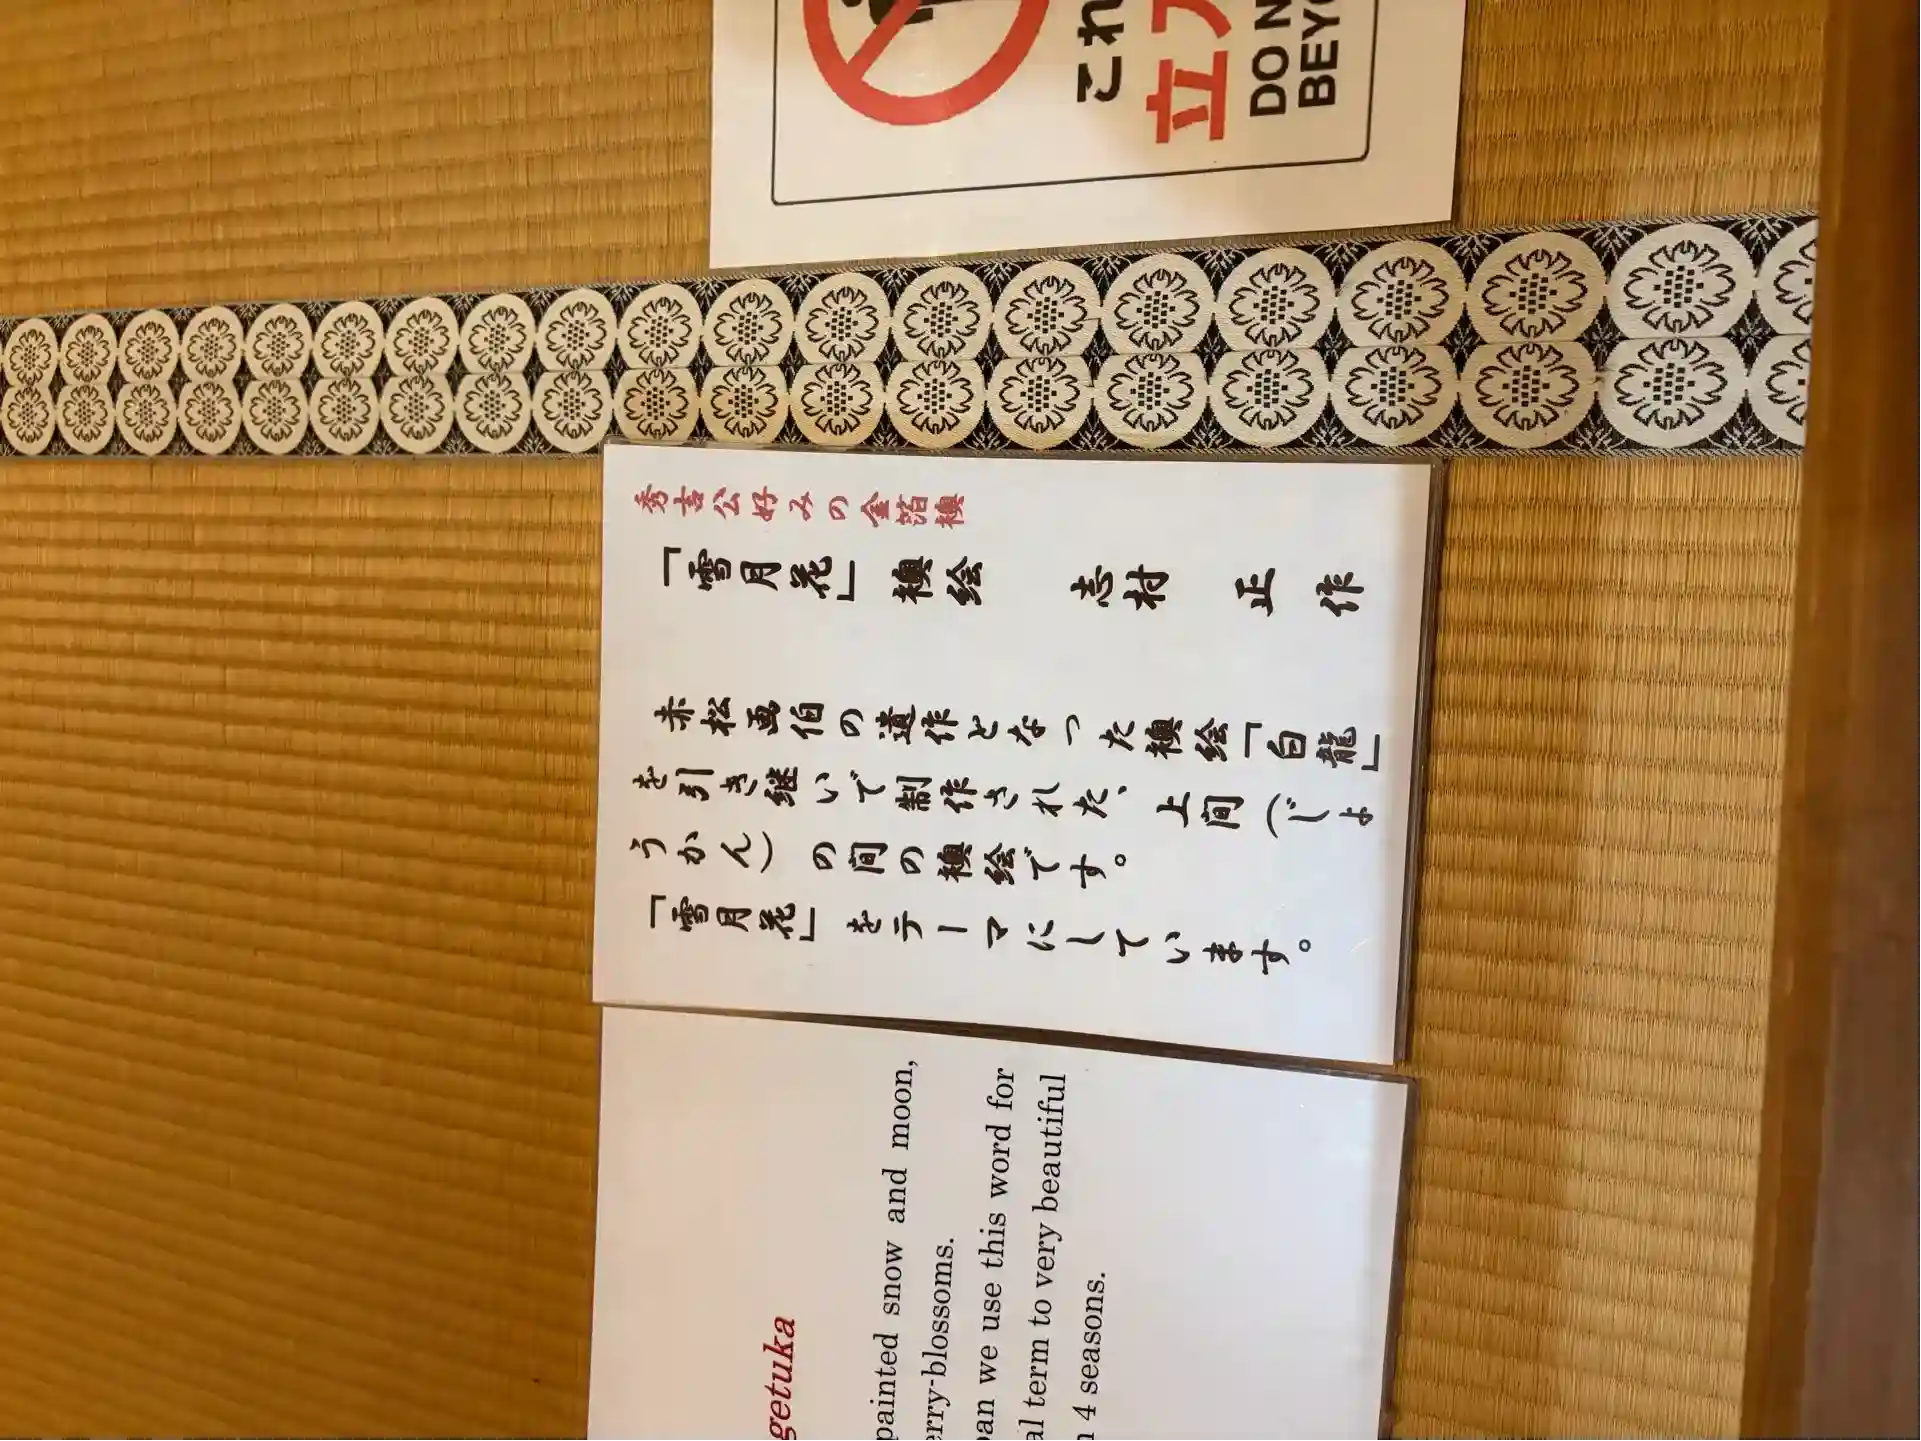 秀吉公好みの金箔襖
「雪月花」襖絵 志村 正 作
赤松画伯の遺作となった襖絵「白龍」
を引き継いで制作された、上間（じょ
うかん）の間の襖絵です。
「雪月花」をテーマにしています。
getuka
painted snow and moon,
erry-blossoms.
pan we use this word for
al term to very beautiful
n 4 seasons.
これ
立
DO N
BEYO